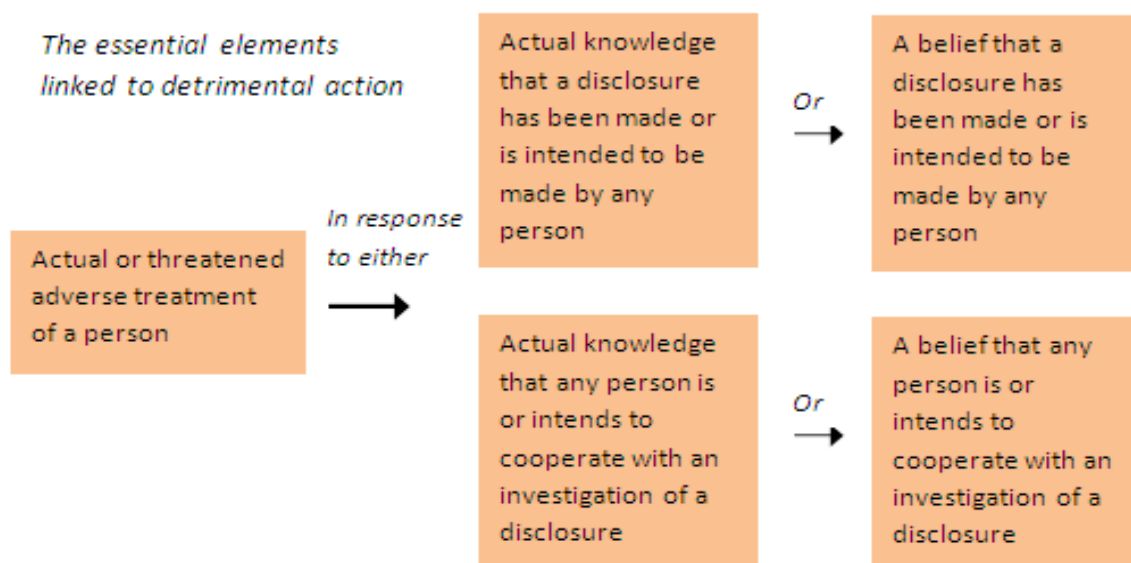 The essential elements
linked to detrimental action
Actual or threatened
adverse treatment
of a person
In response
to either
Actual knowledge
that a disclosure
has been made or
is intended to be
made by any
person
Or
A belief that a
disclosure has
been made or is
intended to be
made by any
person
Actual knowledge
that any person is
or intends to
cooperate with an
investigation of a
disclosure
Or
A belief that any
person is or
intends to
cooperate with an
investigation of a
disclosure